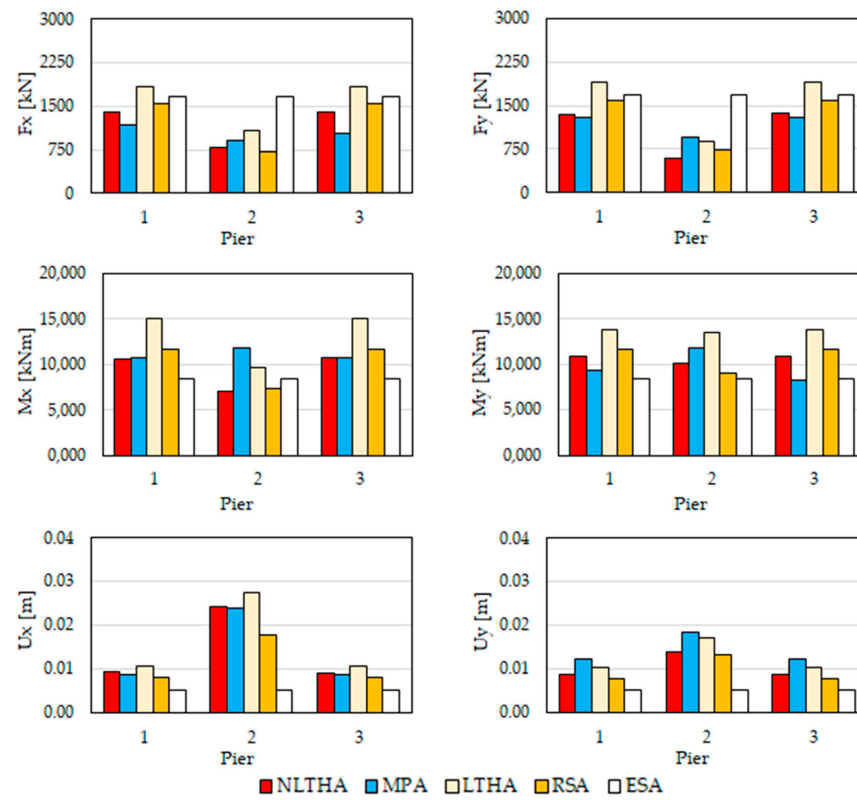 3000
2250
1500
750
0
Fx [kN]
1 2 3
Pier
3000
2250
1500
750
0
Fy [kN]
1 2 3
Pier
20,000
15,000
10,000
5,000
0,000
Mx [kNm]
1 2 3
Pier
20,000
15,000
10,000
5,000
0,000
My [kNm]
1 2 3
Pier
0.04
0.03
0.02
0.01
0.00
Ux [m]
1 2 3
Pier
0.04
0.03
0.02
0.01
0.00
Uy [m]
1 2 3
Pier
NLTHA MPA LTHA RSA ESA